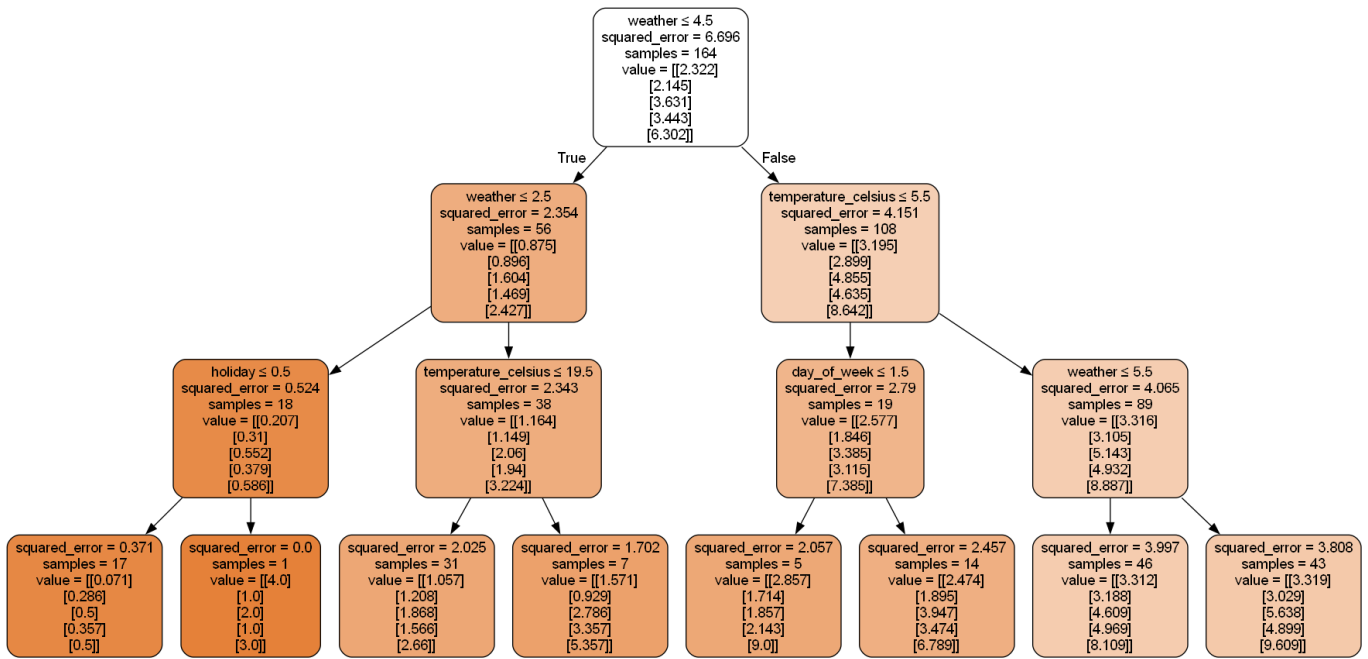 weather ≤ 4.5
squared_error = 6.696
samples = 164
value = [[2.322]
[2.145]
[3.631]
[3.443]
[6.302]]
True
False
weather ≤ 2.5
squared_error = 2.354
samples = 56
value = [[0.875]
[0.896]
[1.604]
[1.469]
[2.427]]
temperature_celsius ≤ 5.5
squared_error = 4.151
samples = 108
value = [[3.195]
[2.899]
[4.855]
[4.635]
[8.642]]
holiday ≤ 0.5
squared_error = 0.524
samples = 18
value = [[0.207]
[0.31]
[0.552]
[0.379]
[0.586]]
temperature_celsius ≤ 19.5
squared_error = 2.343
samples = 38
value = [[1.164]
[1.149]
[2.06]
[1.94]
[3.224]]
day_of_week ≤ 1.5
squared_error = 2.79
samples = 19
value = [[2.577]
[1.846]
[3.385]
[3.115]
[7.385]]
weather ≤ 5.5
squared_error = 4.065
samples = 89
value = [[3.316]
[3.105]
[5.143]
[4.932]
[8.887]]
squared_error = 0.371
samples = 17
value = [[0.071]
[0.286]
[0.5]
[0.357]
[0.5]]
squared_error = 0.0
samples = 1
value = [[4.0]
[1.0]
[2.0]
[1.0]
[3.0]]
squared_error = 2.025
samples = 31
value = [[1.057]
[1.208]
[1.868]
[1.566]
[2.66]]
squared_error = 1.702
samples = 7
value = [[1.571]
[0.929]
[2.786]
[3.357]
[5.357]]
squared_error = 2.057
samples = 5
value = [[2.857]
[1.714]
[1.857]
[2.143]
[9.0]]
squared_error = 2.457
samples = 14
value = [[2.474]
[1.895]
[3.947]
[3.474]
[6.789]]
squared_error = 3.997
samples = 46
value = [[3.312]
[3.188]
[4.609]
[4.969]
[8.109]]
squared_error = 3.808
samples = 43
value = [[3.319]
[3.029]
[5.638]
[4.899]
[9.609]]